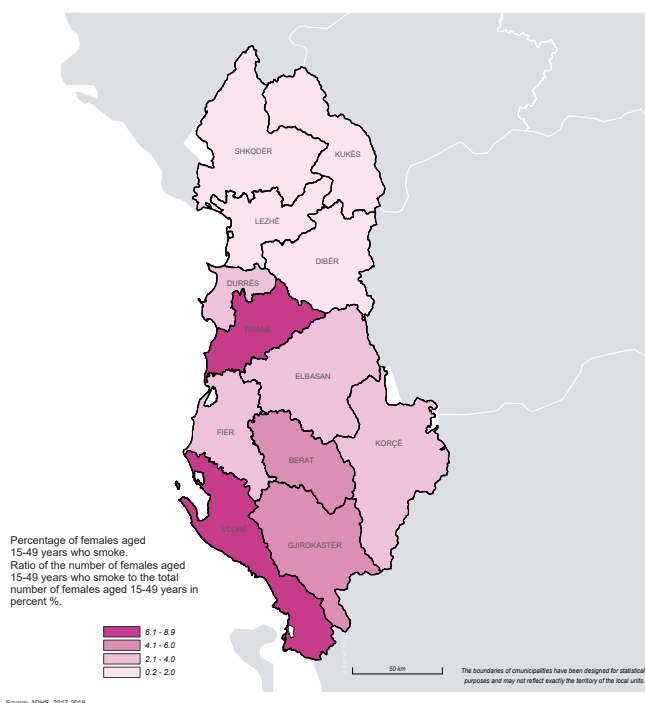 SHKODËR
KUKËS
LEZHË
DIBËR
DURRËS
TIRANË
ELBASAN
FIER
KORÇË
BERAT
VLORË
GJIROKASTËR
Percentage of females aged
15-49 years who smoke.
Ratio of the number of females aged
15-49 years who smoke to the total
number of females aged 15-49 years in
percent %.
6.1 - 8.9
4.1 - 6.0
2.1 - 4.0
0.2 - 2.0
50 km
The boundaries of cmunicipalities have been designed for statistical
purposes and may not reflect exactly the territory of the local units.
Source: ADHS, 2017-2018